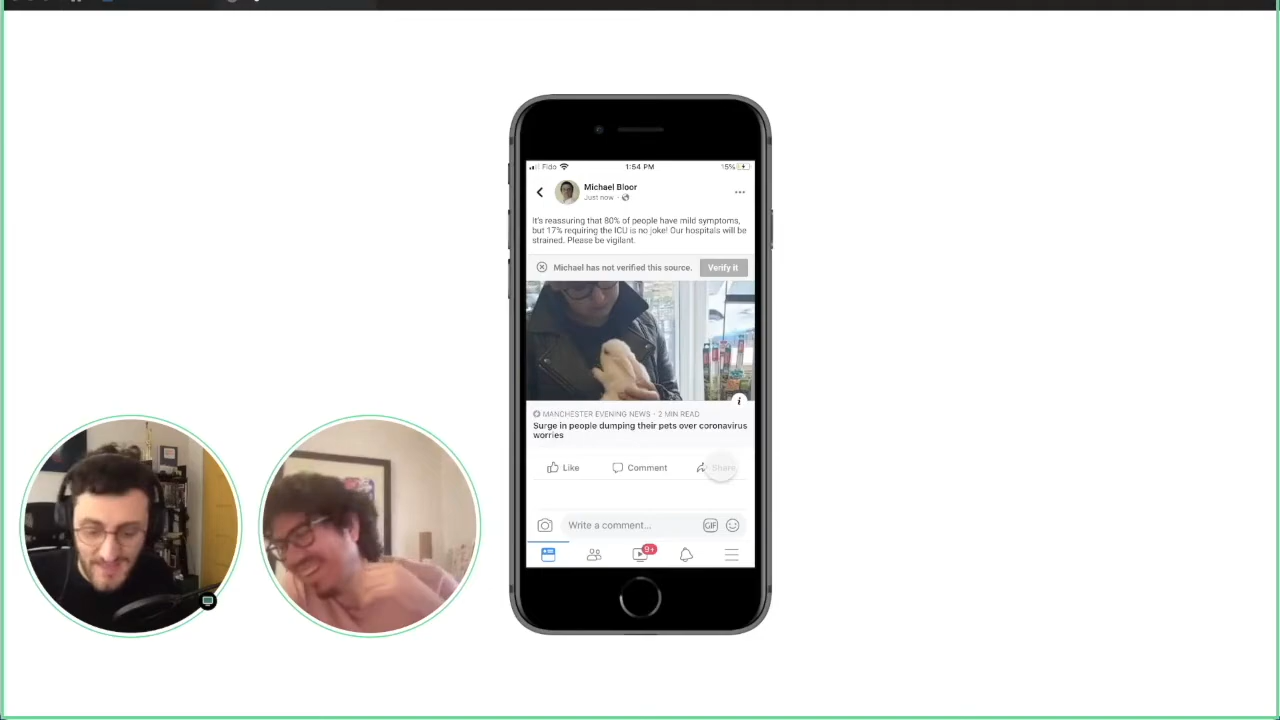 Fido
1:54 PM
15%
Michael Bloor
Just now ·
It's reassuring that 80% of people have mild symptoms,
but 17% requiring the ICU is no joke! Our hospitals will be
strained. Please be vigilant.
Michael has not verified this source.
Verify it
i
MANCHESTER EVENING NEWS · 2 MIN READ
Surge in people dumping their pets over coronavirus
worries
Like
Comment
Share
Write a comment...
GIF
9+